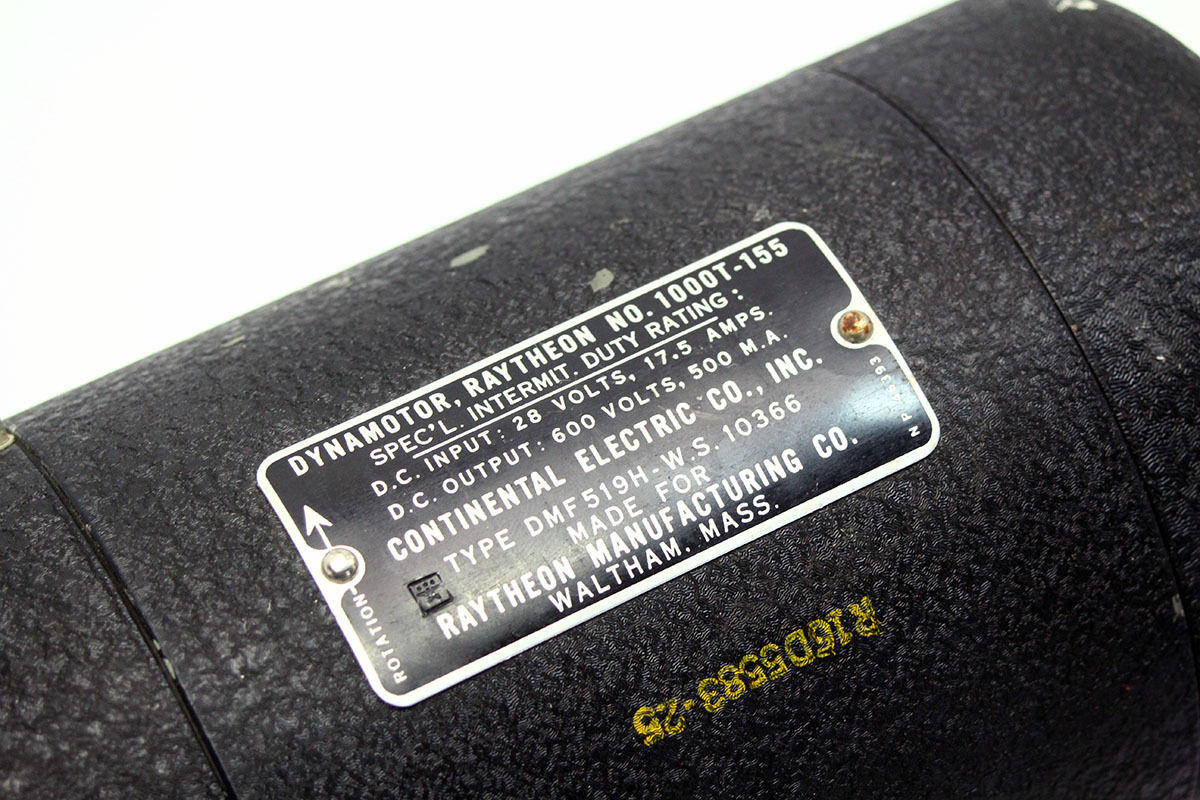 DYNAMOTOR, RAYTHEON NO. 1000T-155
SPEC'L. INTERMIT. DUTY RATING :
D.C. INPUT : 28 VOLTS, 17.5 AMPS.
D.C. OUTPUT : 600 VOLTS, 500 M.A.
CONTINENTAL ELECTRIC CO., INC.
TYPE DMF519H-W.S. 10366
MADE FOR
RAYTHEON MANUFACTURING CO.
WALTHAM, MASS.
ROTATION
N P
R16D5583-25